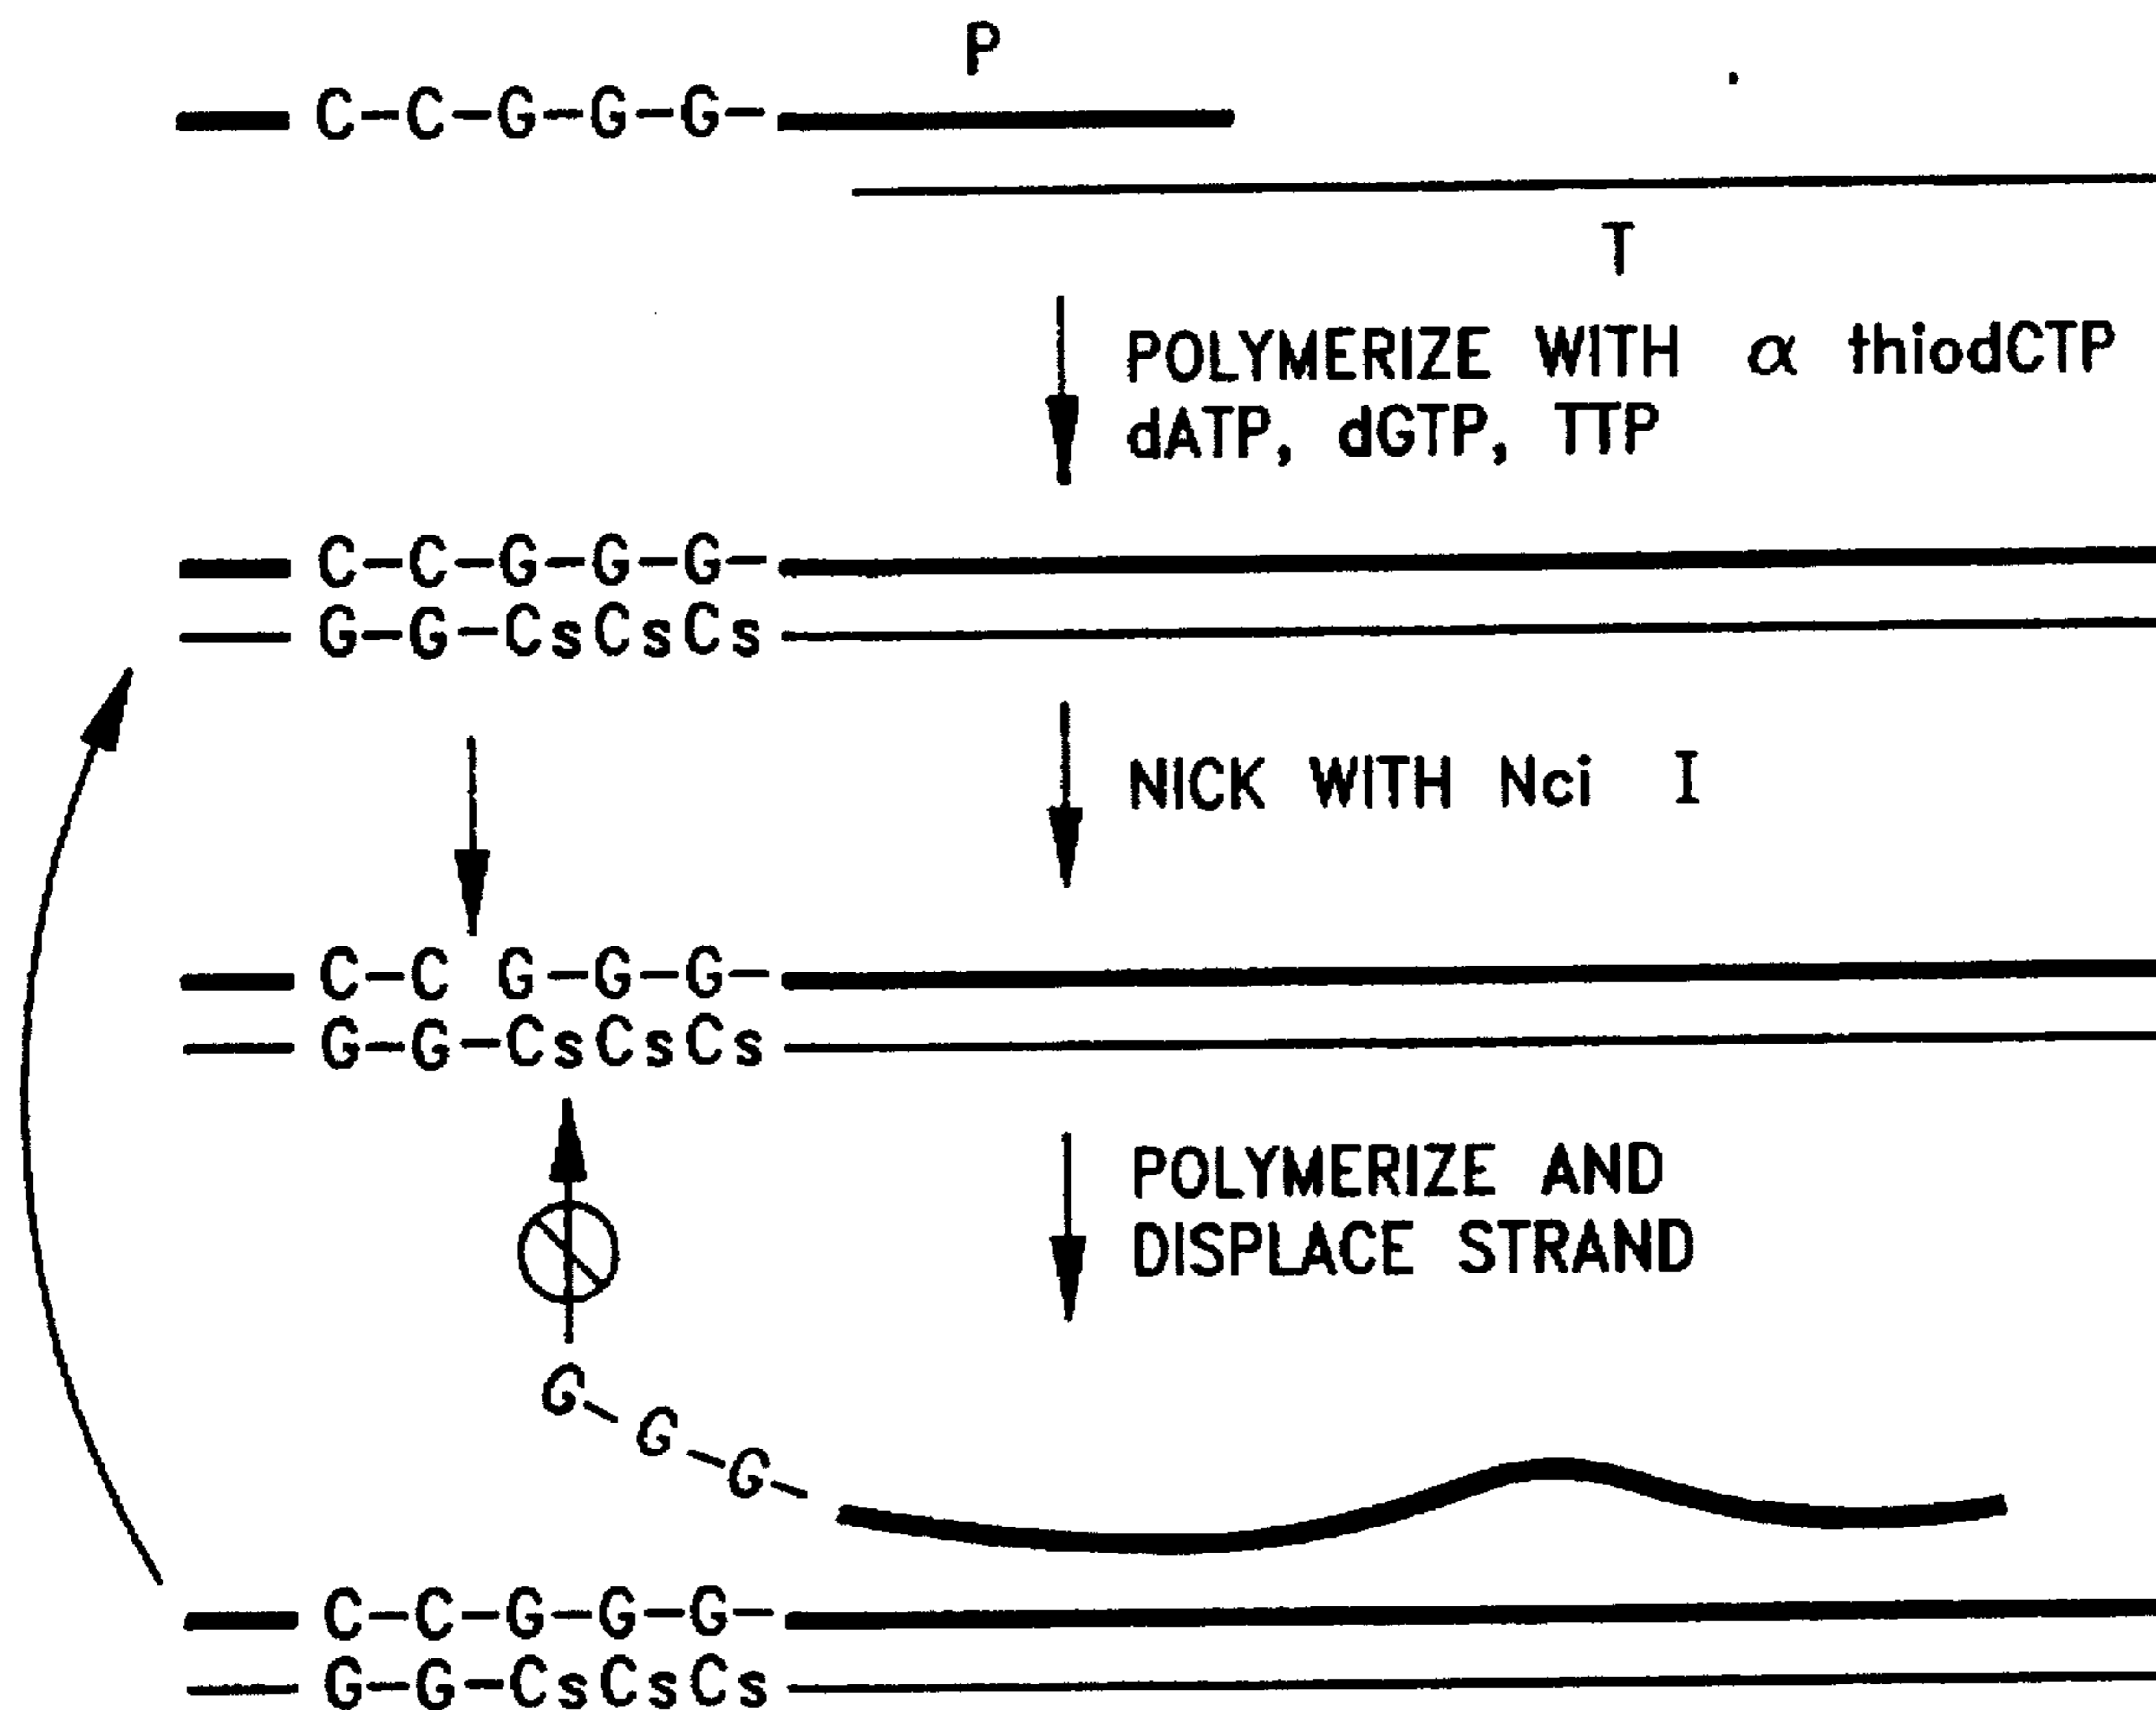 P
C-C-G-G-G-
T
POLYMERIZE WITH α thiodCTP
dATP, dGTP, TTP
C-C-G-G-G-
G-G-CsCsCs
NICK WITH Nci I
C-C G-G-G-
G-G-CsCsCs
POLYMERIZE AND
DISPLACE STRAND
G-G-G-
C-C-G-G-G-
G-G-CsCsCs